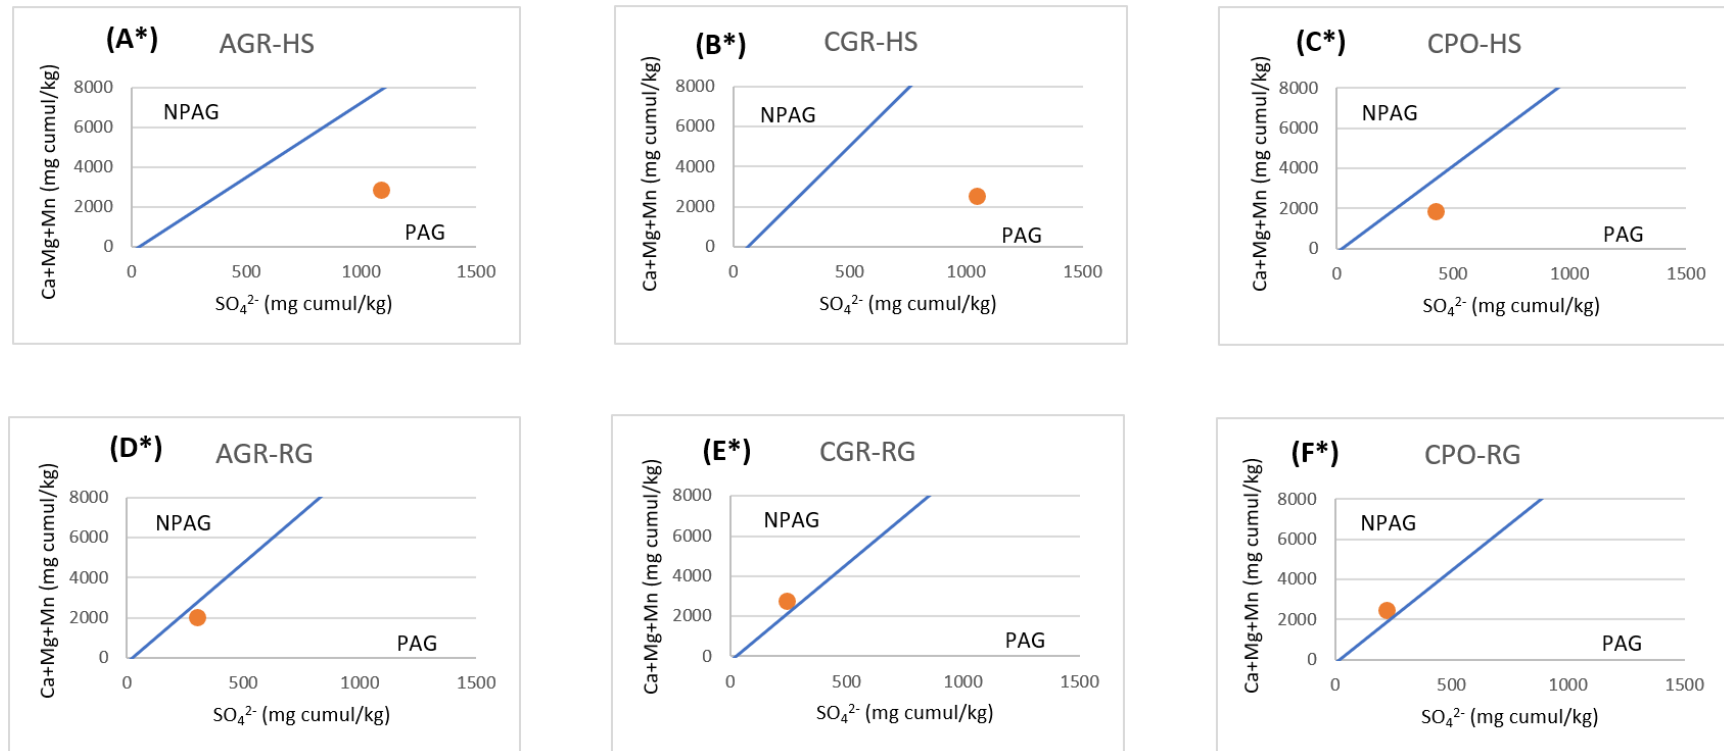 (A*) AGR-HS
Ca+Mg+Mn (mg cumul/kg)
8000
6000
4000
2000
0
NPAG
PAG
0 500 1000 1500
SO₄²⁻ (mg cumul/kg)
(B*) CGR-HS
Ca+Mg+Mn (mg cumul/kg)
8000
6000
4000
2000
0
NPAG
PAG
0 500 1000 1500
SO₄²⁻ (mg cumul/kg)
(C*) CPO-HS
Ca+Mg+Mn (mg cumul/kg)
8000
6000
4000
2000
0
NPAG
PAG
0 500 1000 1500
SO₄²⁻ (mg cumul/kg)
(D*) AGR-RG
Ca+Mg+Mn (mg cumul/kg)
8000
6000
4000
2000
0
NPAG
PAG
0 500 1000 1500
SO₄²⁻ (mg cumul/kg)
(E*) CGR-RG
Ca+Mg+Mn (mg cumul/kg)
8000
6000
4000
2000
0
NPAG
PAG
0 500 1000 1500
SO₄²⁻ (mg cumul/kg)
(F*) CPO-RG
Ca+Mg+Mn (mg cumul/kg)
8000
6000
4000
2000
0
NPAG
PAG
0 500 1000 1500
SO₄²⁻ (mg cumul/kg)